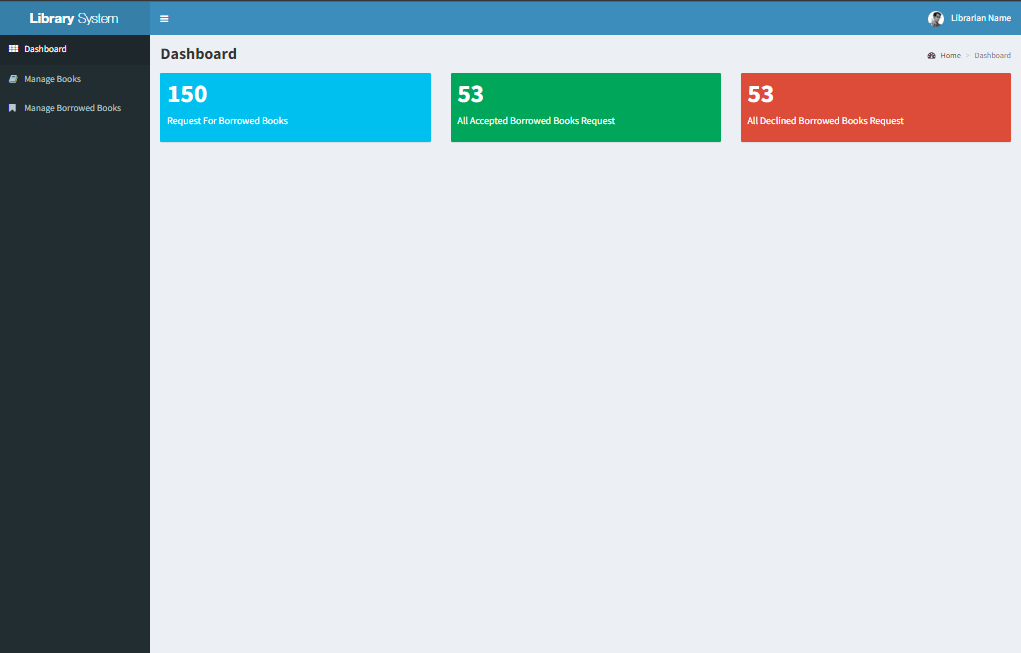 Library System
Librarian Name
Dashboard
Manage Books
Manage Borrowed Books
Dashboard
Home > Dashboard
150
Request For Borrowed Books
53
All Accepted Borrowed Books Request
53
All Declined Borrowed Books Request